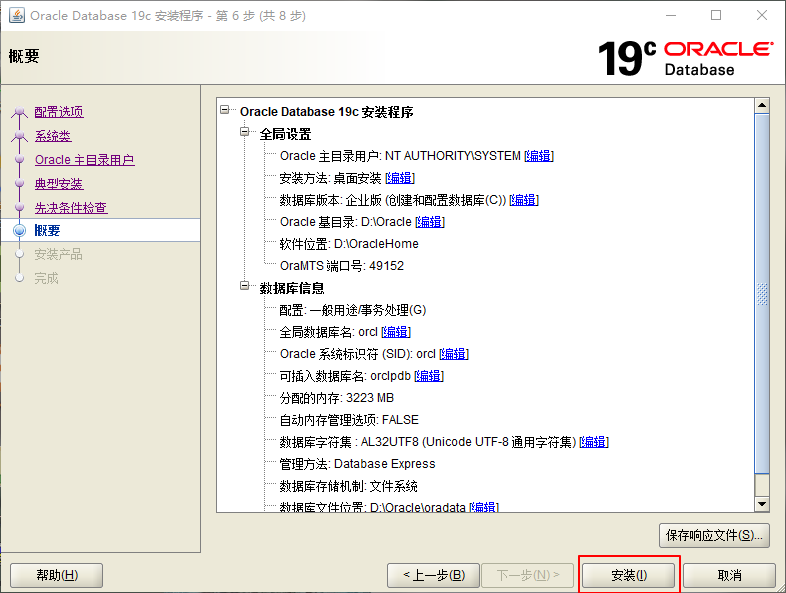 Oracle Database 19c 安装程序 - 第 6 步 (共 8 步)
概要
19c ORACLE Database
配置选项
系统类
Oracle 主目录用户
典型安装
先决条件检查
概要
安装产品
完成
Oracle Database 19c 安装程序
全局设置
Oracle 主目录用户: NT AUTHORITY\SYSTEM [编辑]
安装方法: 桌面安装 [编辑]
数据库版本: 企业版 (创建和配置数据库(C)) [编辑]
Oracle 基目录: D:\Oracle [编辑]
软件位置: D:\OracleHome
OraMTS 端口号: 49152
数据库信息
配置: 一般用途/事务处理(G)
全局数据库名: orcl [编辑]
Oracle 系统标识符 (SID): orcl [编辑]
可插入数据库名: orclpdb [编辑]
分配的内存: 3223 MB
自动内存管理选项: FALSE
数据库字符集 : AL32UTF8 (Unicode UTF-8 通用字符集) [编辑]
管理方法: Database Express
数据库存储机制: 文件系统
数据库文件位置: D:\Oracle\oradata [编辑]
保存响应文件(S)...
帮助(H)
< 上一步(B)
下一步(N) >
安装(I)
取消